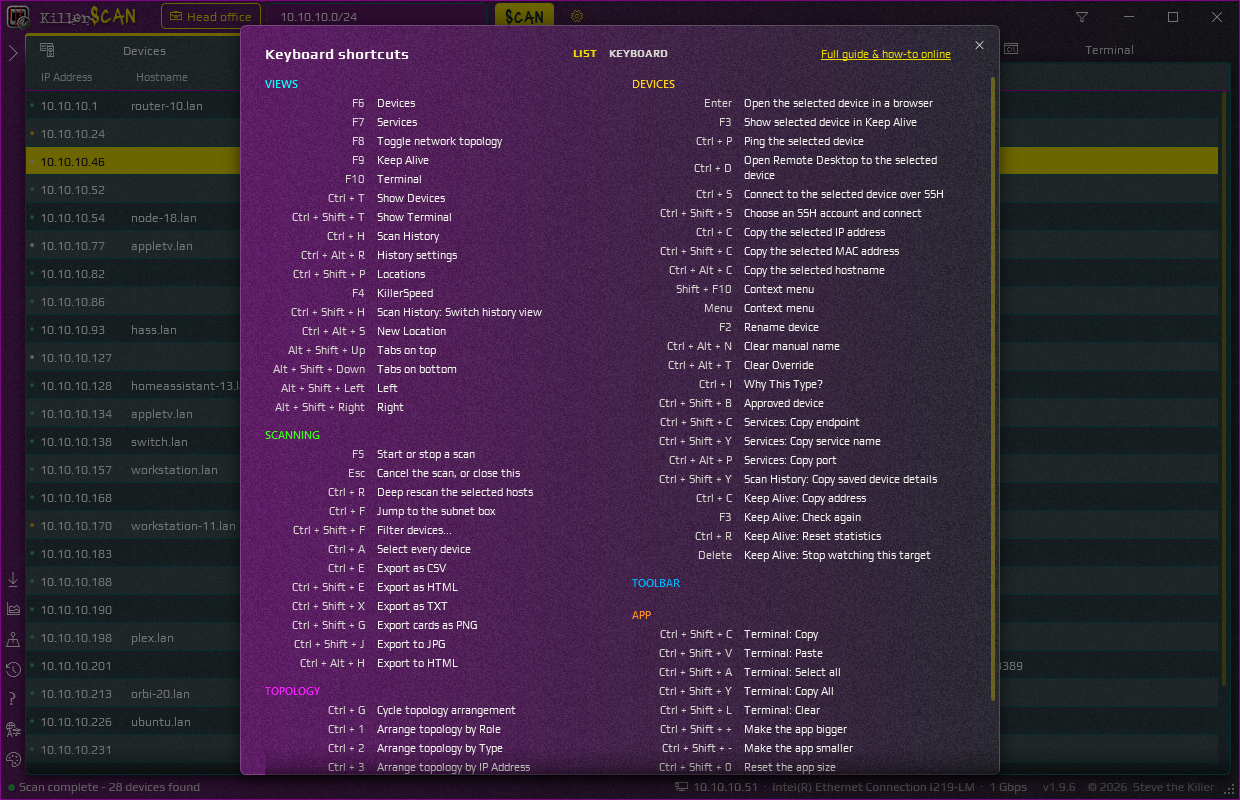 KillerSCAN
Head office
10.10.10.0/24
SCAN
Devices
Terminal
IP Address
Hostname
10.10.10.1 router-10.lan
10.10.10.24
10.10.10.46
10.10.10.52
10.10.10.54 node-18.lan
10.10.10.77 appletv.lan
10.10.10.82
10.10.10.86
10.10.10.93 hass.lan
10.10.10.127
10.10.10.128 homeassistant-13.l
10.10.10.134 appletv.lan
10.10.10.138 switch.lan
10.10.10.157 workstation.lan
10.10.10.168
10.10.10.170 workstation-11.lan
10.10.10.183
10.10.10.188
10.10.10.190
10.10.10.198 plex.lan
10.10.10.201
3389
10.10.10.213 orbi-20.lan
10.10.10.226 ubuntu.lan
10.10.10.231
Keyboard shortcuts
LIST KEYBOARD
Full guide & how-to online
VIEWS
F6 Devices
F7 Services
F8 Toggle network topology
F9 Keep Alive
F10 Terminal
Ctrl + T Show Devices
Ctrl + Shift + T Show Terminal
Ctrl + H Scan History
Ctrl + Alt + R History settings
Ctrl + Shift + P Locations
F4 KillerSpeed
Ctrl + Shift + H Scan History: Switch history view
Ctrl + Alt + S New Location
Alt + Shift + Up Tabs on top
Alt + Shift + Down Tabs on bottom
Alt + Shift + Left Left
Alt + Shift + Right Right
SCANNING
F5 Start or stop a scan
Esc Cancel the scan, or close this
Ctrl + R Deep rescan the selected hosts
Ctrl + F Jump to the subnet box
Ctrl + Shift + F Filter devices...
Ctrl + A Select every device
Ctrl + E Export as CSV
Ctrl + Shift + E Export as HTML
Ctrl + Shift + X Export as TXT
Ctrl + Shift + G Export cards as PNG
Ctrl + Shift + J Export to JPG
Ctrl + Alt + H Export to HTML
TOPOLOGY
Ctrl + G Cycle topology arrangement
Ctrl + 1 Arrange topology by Role
Ctrl + 2 Arrange topology by Type
Ctrl + 3 Arrange topology by IP Address
DEVICES
Enter Open the selected device in a browser
F3 Show selected device in Keep Alive
Ctrl + P Ping the selected device
Ctrl + D Open Remote Desktop to the selected
device
Ctrl + S Connect to the selected device over SSH
Ctrl + Shift + S Choose an SSH account and connect
Ctrl + C Copy the selected IP address
Ctrl + Shift + C Copy the selected MAC address
Ctrl + Alt + C Copy the selected hostname
Shift + F10 Context menu
Menu Context menu
F2 Rename device
Ctrl + Alt + N Clear manual name
Ctrl + Alt + T Clear Override
Ctrl + I Why This Type?
Ctrl + Shift + B Approved device
Ctrl + Shift + C Services: Copy endpoint
Ctrl + Shift + Y Services: Copy service name
Ctrl + Alt + P Services: Copy port
Ctrl + Shift + Y Scan History: Copy saved device details
Ctrl + C Keep Alive: Copy address
F3 Keep Alive: Check again
Ctrl + R Keep Alive: Reset statistics
Delete Keep Alive: Stop watching this target
TOOLBAR
APP
Ctrl + Shift + C Terminal: Copy
Ctrl + Shift + V Terminal: Paste
Ctrl + Shift + A Terminal: Select all
Ctrl + Shift + Y Terminal: Copy All
Ctrl + Shift + L Terminal: Clear
Ctrl + Shift + + Make the app bigger
Ctrl + Shift + - Make the app smaller
Ctrl + Shift + 0 Reset the app size
Scan complete - 28 devices found
10.10.10.51 · Intel(R) Ethernet Connection I219-LM · 1 Gbps
v1.9.6 © 2026 Steve the Killer